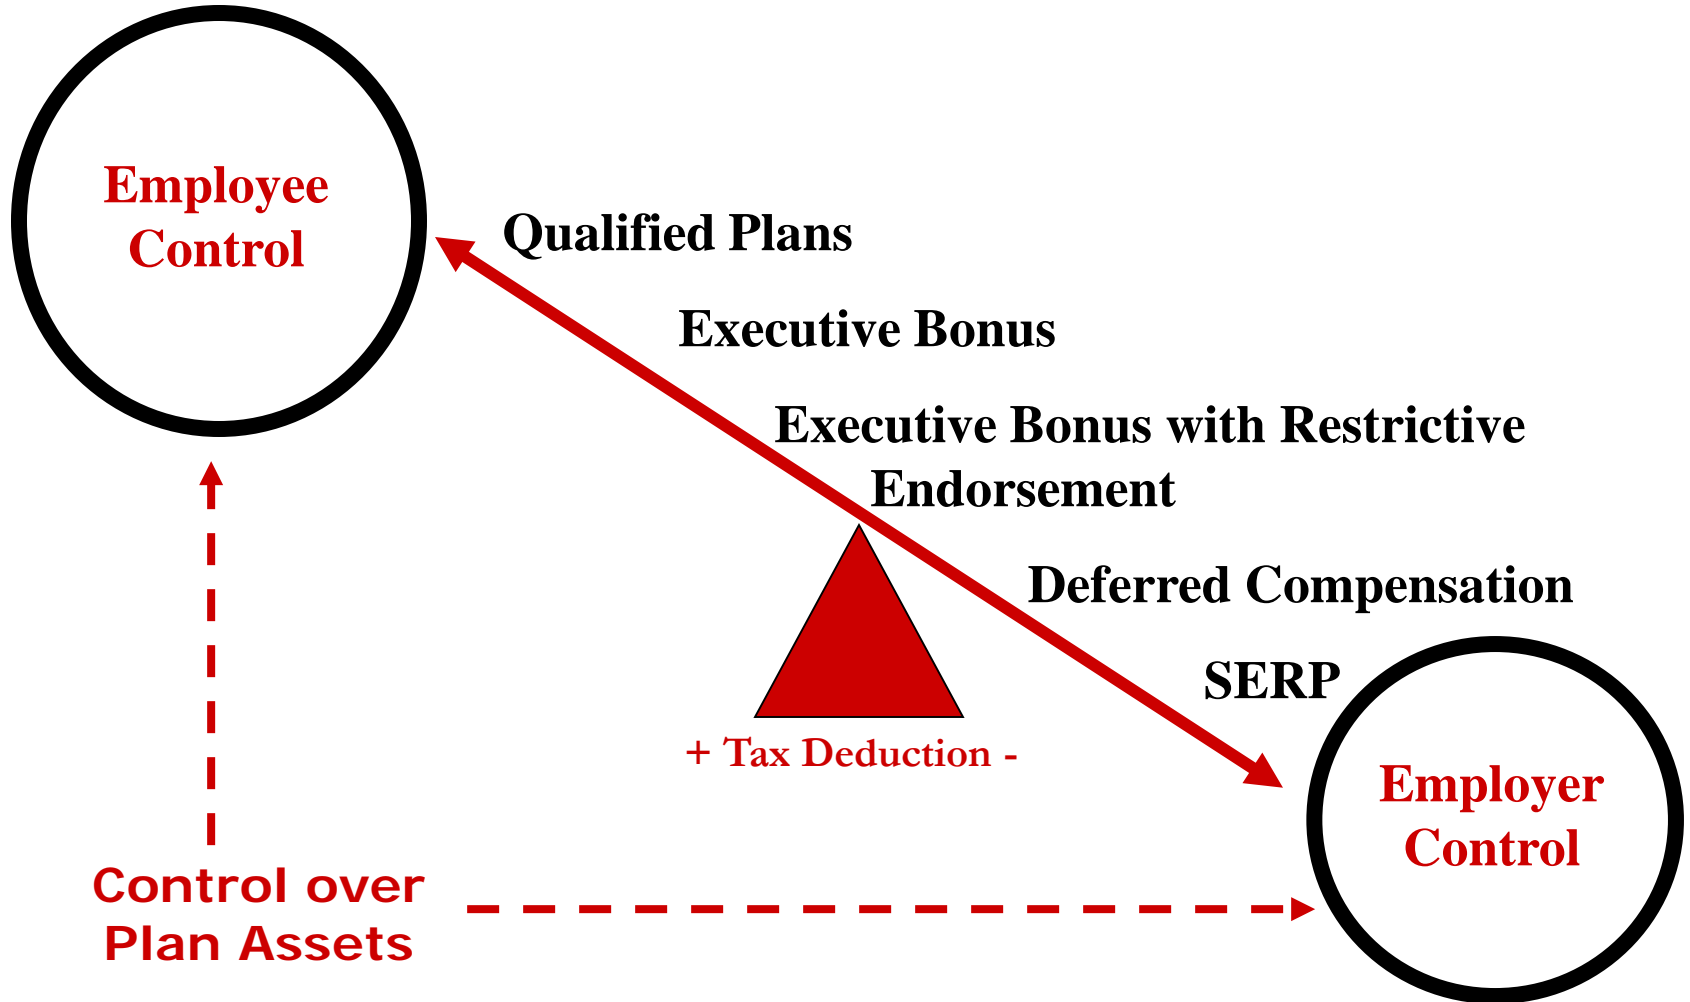 Employee
Control
Qualified Plans
Executive Bonus
Executive Bonus with Restrictive
Endorsement
Deferred Compensation
SERP
+ Tax Deduction -
Employer
Control
Control over
Plan Assets